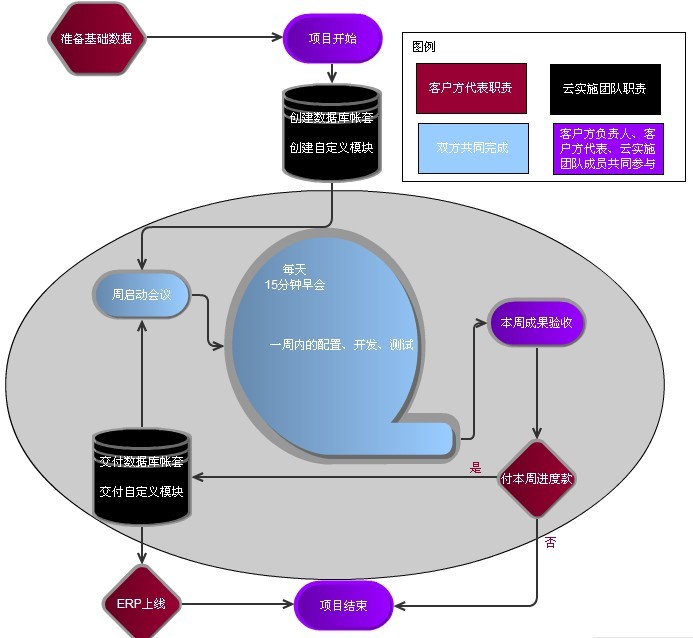 准备基础数据
项目开始
图例
客户方代表职责
云实施团队职责
双方共同完成
客户方负责人、客
户方代表、云实施
团队成员共同参与
创建数据库帐套
创建自定义模块
每天
15分钟早会
周启动会议
一周内的配置、开发、测试
本周成果验收
交付数据库帐套
交付自定义模块
是
付本周进度款
否
ERP上线
项目结束